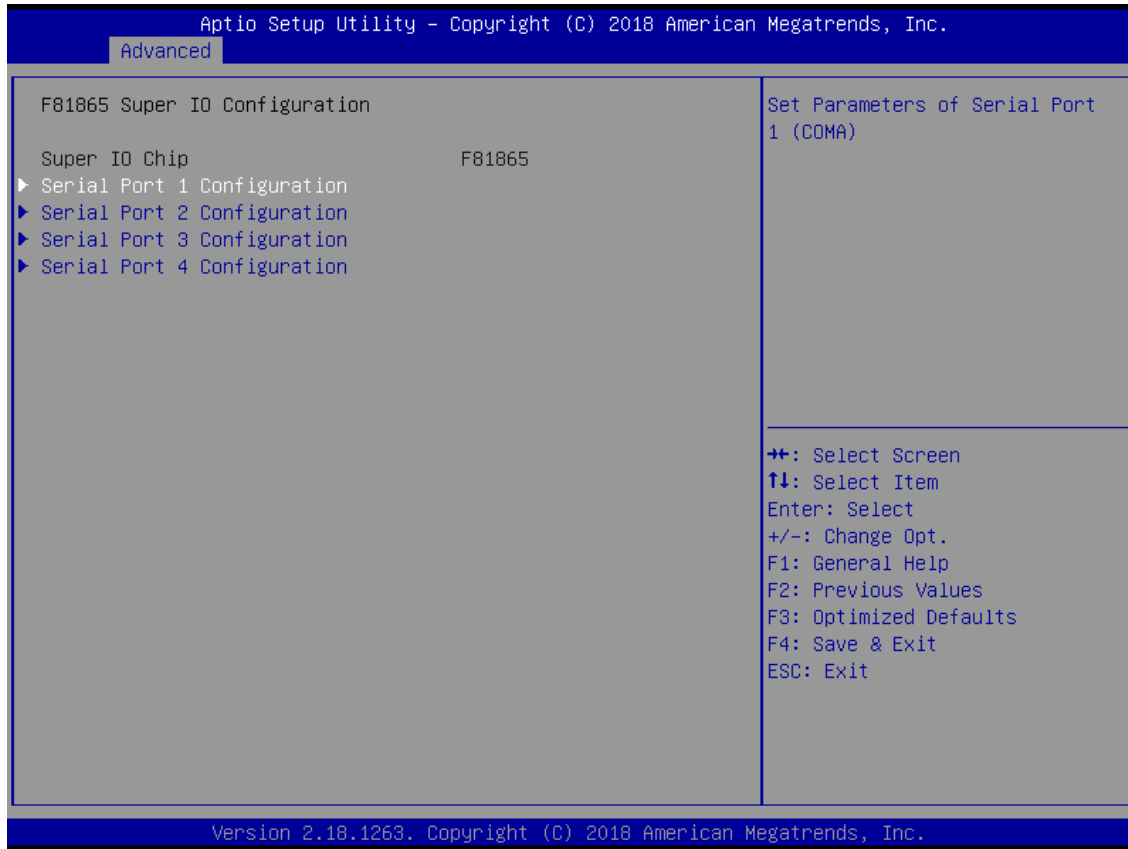 Aptio Setup Utility – Copyright (C) 2018 American Megatrends, Inc.
Advanced
F81865 Super IO Configuration
Super IO Chip F81865
► Serial Port 1 Configuration
► Serial Port 2 Configuration
► Serial Port 3 Configuration
► Serial Port 4 Configuration
Set Parameters of Serial Port
1 (COMA)
→←: Select Screen
↑↓: Select Item
Enter: Select
+/-: Change Opt.
F1: General Help
F2: Previous Values
F3: Optimized Defaults
F4: Save & Exit
ESC: Exit
Version 2.18.1263. Copyright (C) 2018 American Megatrends, Inc.